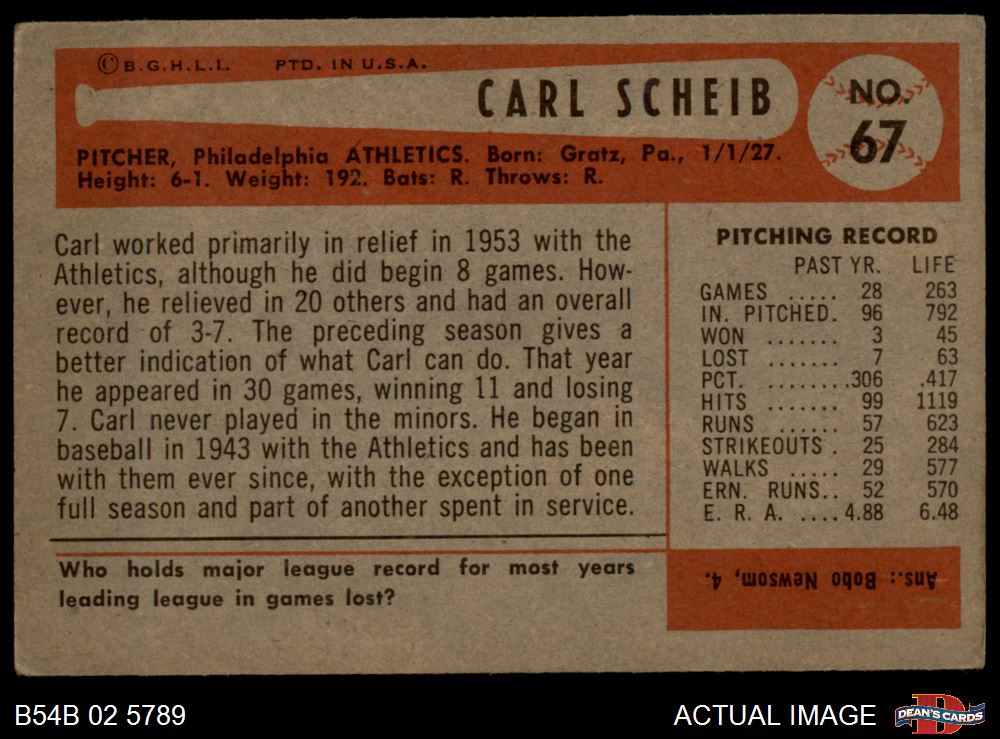 © B.G.H.L.I. PTD. IN U.S.A.
CARL SCHEIB
NO.
67
PITCHER, Philadelphia ATHLETICS. Born: Gratz, Pa., 1/1/27.
Height: 6-1. Weight: 192. Bats: R. Throws: R.
Carl worked primarily in relief in 1953 with the
Athletics, although he did begin 8 games. How-
ever, he relieved in 20 others and had an overall
record of 3-7. The preceding season gives a
better indication of what Carl can do. That year
he appeared in 30 games, winning 11 and losing
7. Carl never played in the minors. He began in
baseball in 1943 with the Athletics and has been
with them ever since, with the exception of one
full season and part of another spent in service.
PITCHING RECORD
PAST YR. LIFE
GAMES ..... 28 263
IN. PITCHED. 96 792
WON ....... 3 45
LOST ....... 7 63
PCT. ........306 .417
HITS ....... 99 1119
RUNS ...... 57 623
STRIKEOUTS . 25 284
WALKS ..... 29 577
ERN. RUNS.. 52 570
E. R. A. ....4.88 6.48
Who holds major league record for most years
leading league in games lost?
Ans.: Bobo Newsom, 4.
B54B 02 5789
ACTUAL IMAGE
D
DEAN'S CARDS